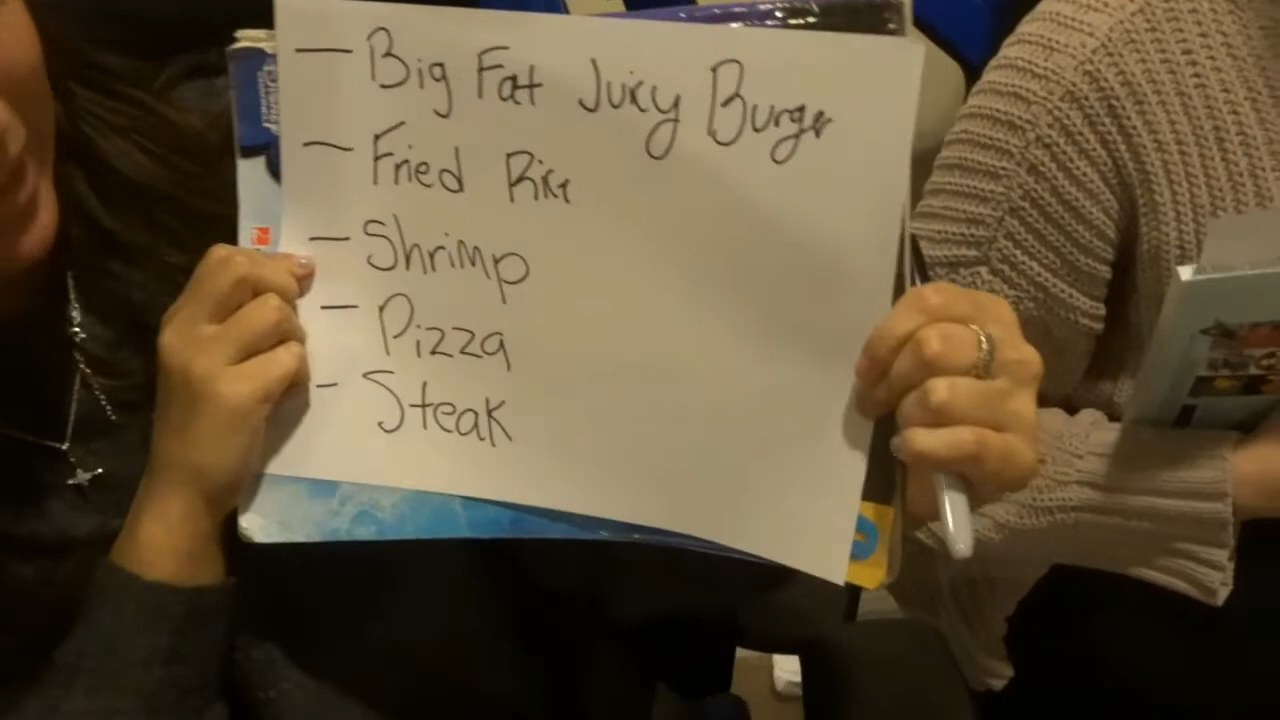 — Big Fat Juicy Burger
— Fried Rice
— Shrimp
— Pizza
— Steak